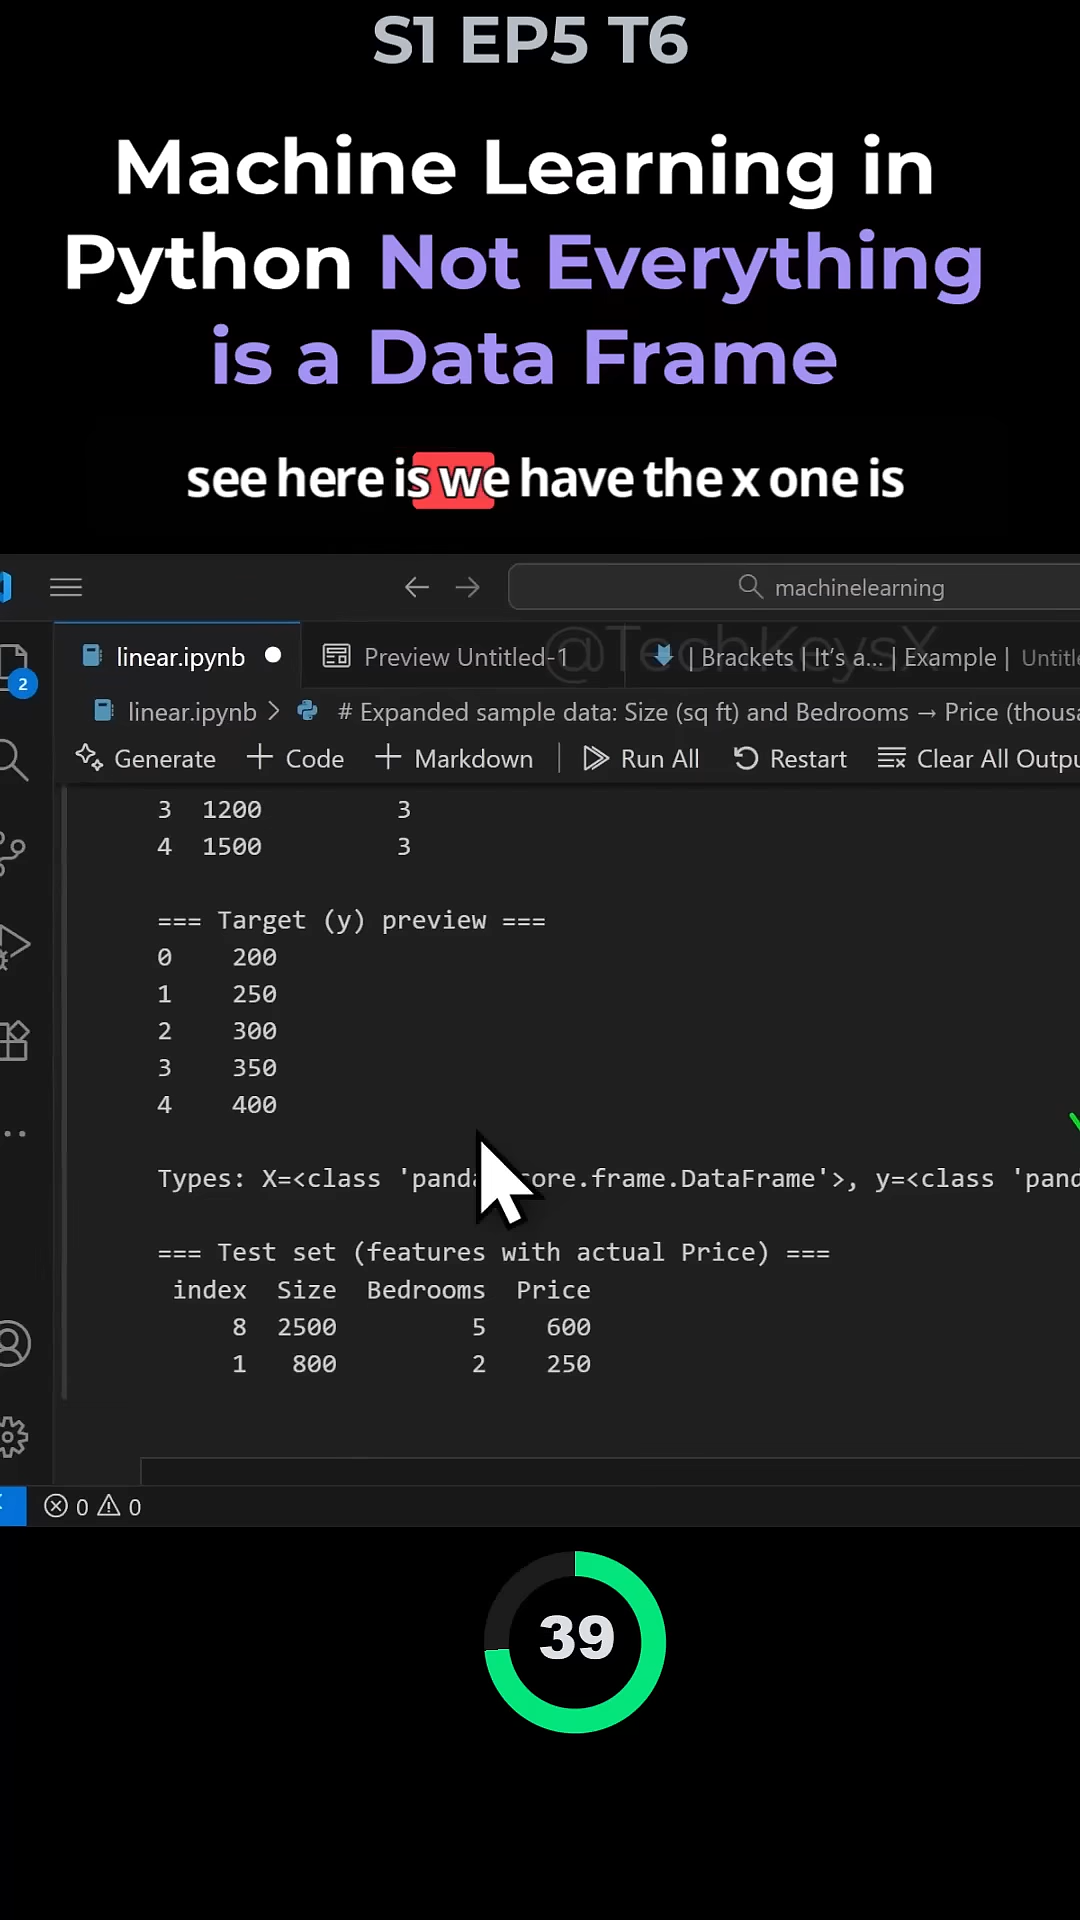 S1 EP5 T6
Machine Learning in
Python Not Everything
is a Data Frame
see here is we have the x one is
machinelearning
linear.ipynb
Preview Untitled-1
| Brackets | It's a... | Example |
@TechKeysX
2
linear.ipynb > # Expanded sample data: Size (sq ft) and Bedrooms → Price
Generate + Code + Markdown | Run All Restart Clear All
3 1200 3
4 1500 3
=== Target (y) preview ===
0 200
1 250
2 300
3 350
4 400
Types: X=<class 'panda ore.frame.DataFrame'>, y=<class 'pand
=== Test set (features with actual Price) ===
index Size Bedrooms Price
8 2500 5 600
1 800 2 250
0 0
39